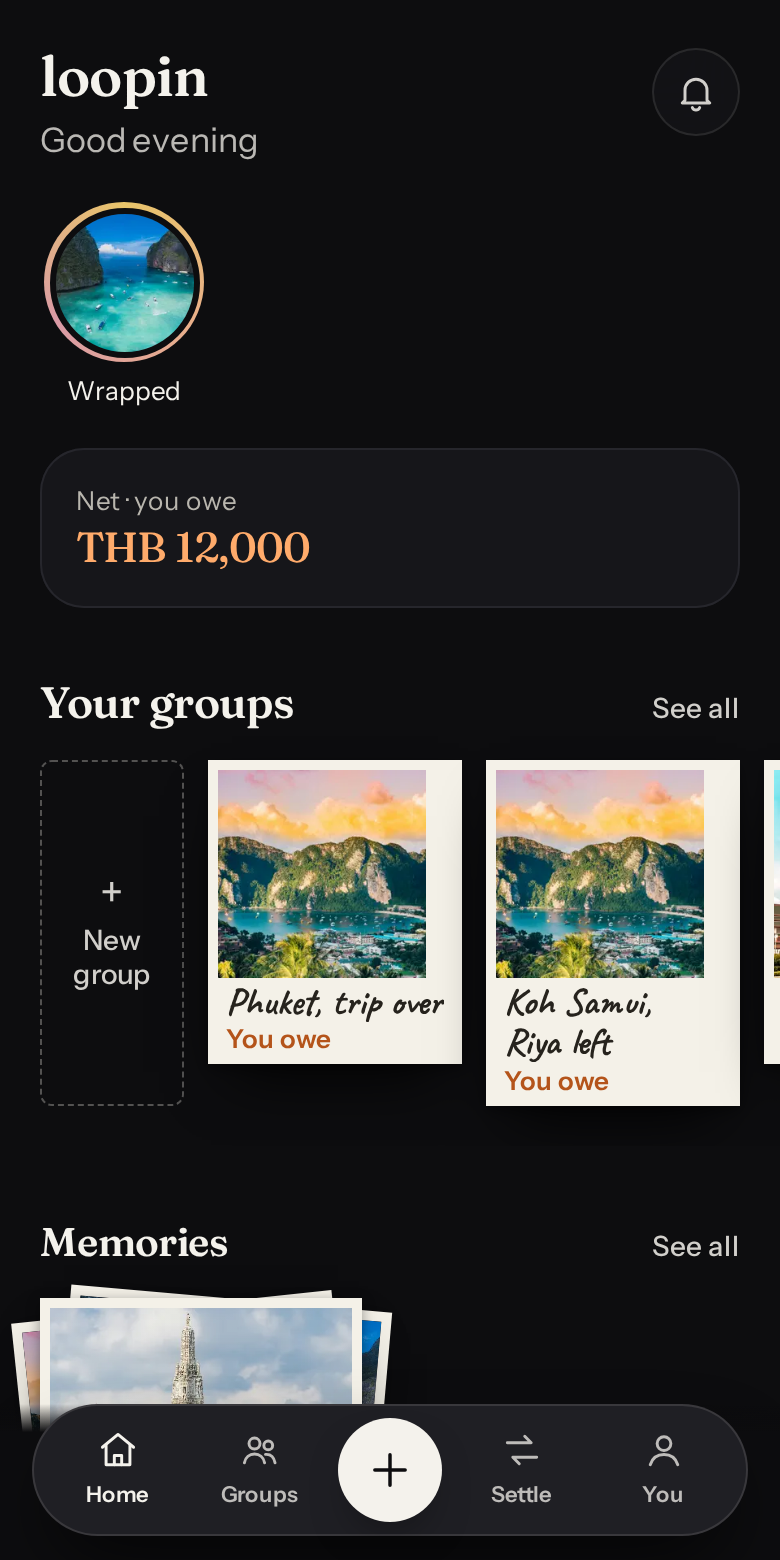 loopin
Good evening
Wrapped
Net · you owe
THB 12,000
Your groups
See all
+
New
group
Phuket, trip over
You owe
Koh Samui,
Riya left
You owe
Memories
See all
Home
Groups
Settle
You